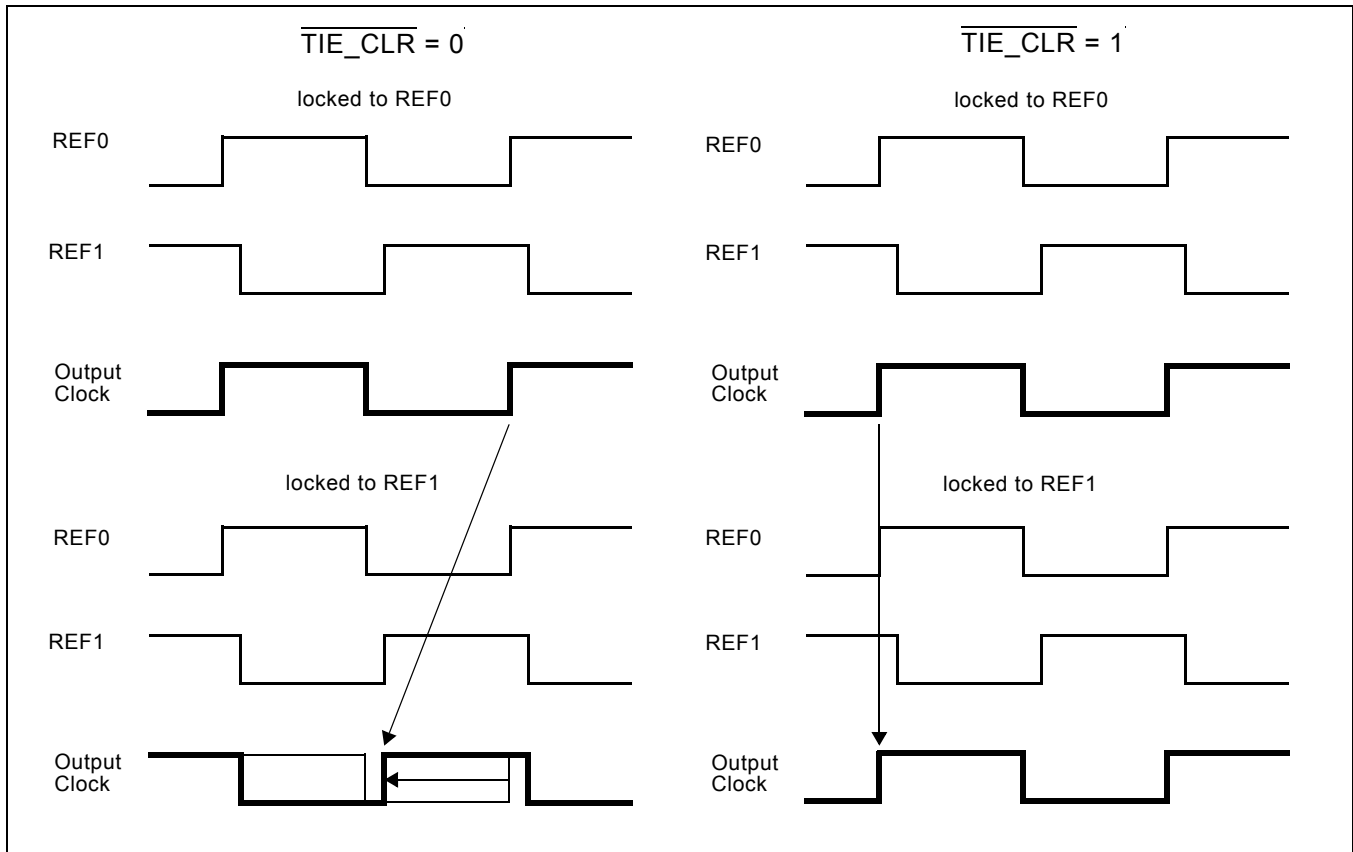 TIE_CLR = 0
locked to REF0
REF0
REF1
Output
Clock
locked to REF1
REF0
REF1
Output
Clock
TIE_CLR = 1
locked to REF0
REF0
REF1
Output
Clock
locked to REF1
REF0
REF1
Output
Clock